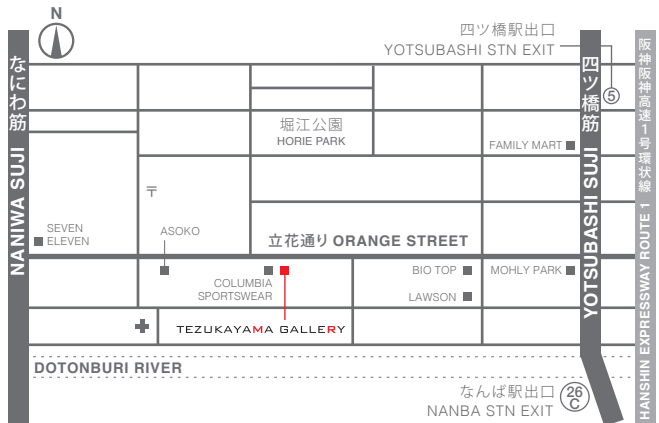 N
四ツ橋駅出口
YOTSUBASHI STN EXIT
5
なにわ筋
NANIWA SUJI
四ツ橋筋
YOTSUBASHI SUJI
阪神阪神高速1号環状線
HANSHIN EXPRESSWAY ROUTE 1
堀江公園
HORIE PARK
FAMILY MART
〒
SEVEN
ELEVEN
ASOKO
立花通り ORANGE STREET
COLUMBIA
SPORTSWEAR
BIO TOP
MOHLY PARK
LAWSON
TEZUKAYAMA GALLERY
DOTONBURI RIVER
なんば駅出口
NANBA STN EXIT
26
C